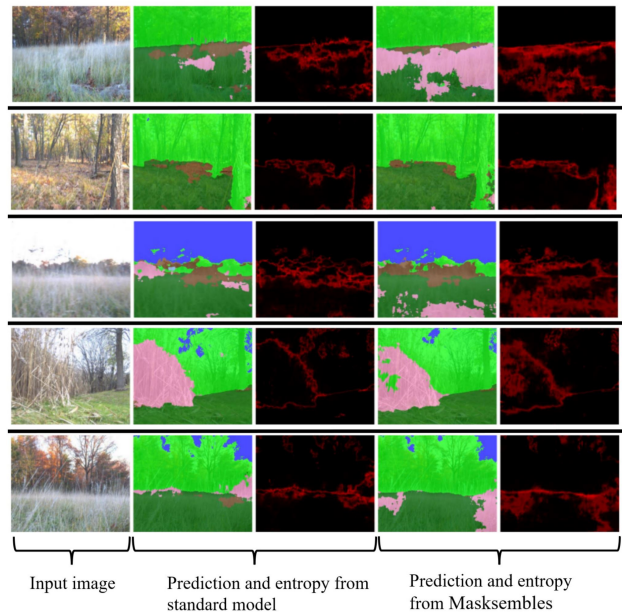 Input image
Prediction and entropy from
standard model
Prediction and entropy
from Masksembles